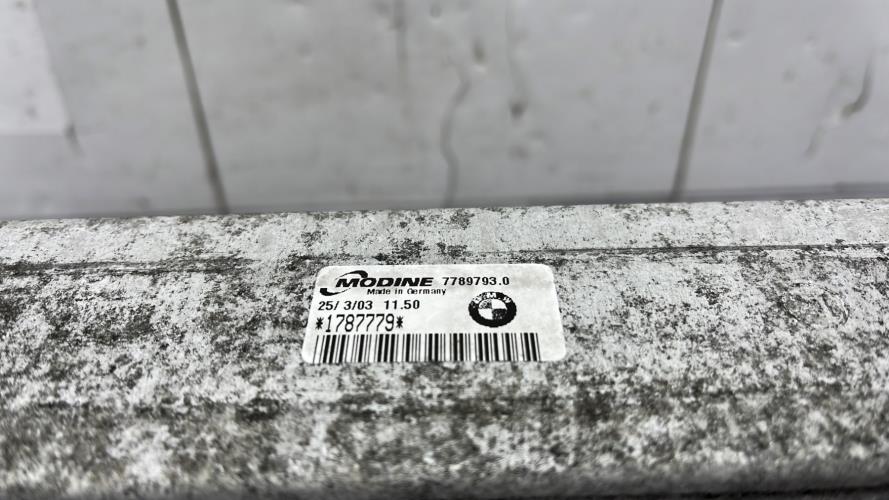 MODINE 7789793.0
Made in Germany
25/ 3/03 11.50
BMW
*1787779*